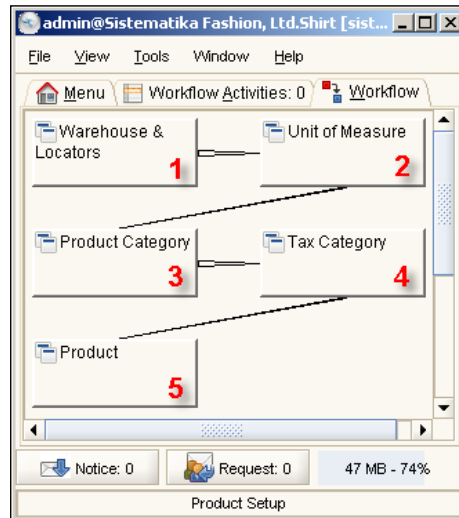 admin@Sistematika Fashion, Ltd.Shirt [sist...
File View Tools Window Help
Menu Workflow Activities: 0 Workflow
Warehouse &
Locators
1
Unit of Measure
2
Product Category
3
Tax Category
4
Product
5
Notice: 0 Request: 0 47 MB - 74%
Product Setup